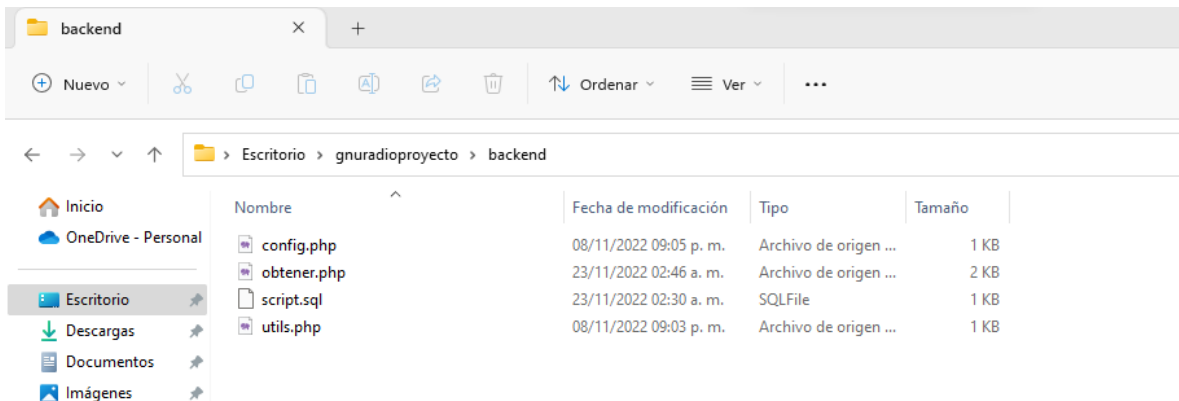 backend
Nuevo
Ordenar
Ver
Escritorio > gnuradioproyecto > backend
Inicio
OneDrive - Personal
Escritorio
Descargas
Documentos
Imágenes
Nombre Fecha de modificación Tipo Tamaño
config.php 08/11/2022 09:05 p. m. Archivo de origen ... 1 KB
obtener.php 23/11/2022 02:46 a. m. Archivo de origen ... 2 KB
script.sql 23/11/2022 02:30 a. m. SQLFile 1 KB
utils.php 08/11/2022 09:03 p. m. Archivo de origen ... 1 KB